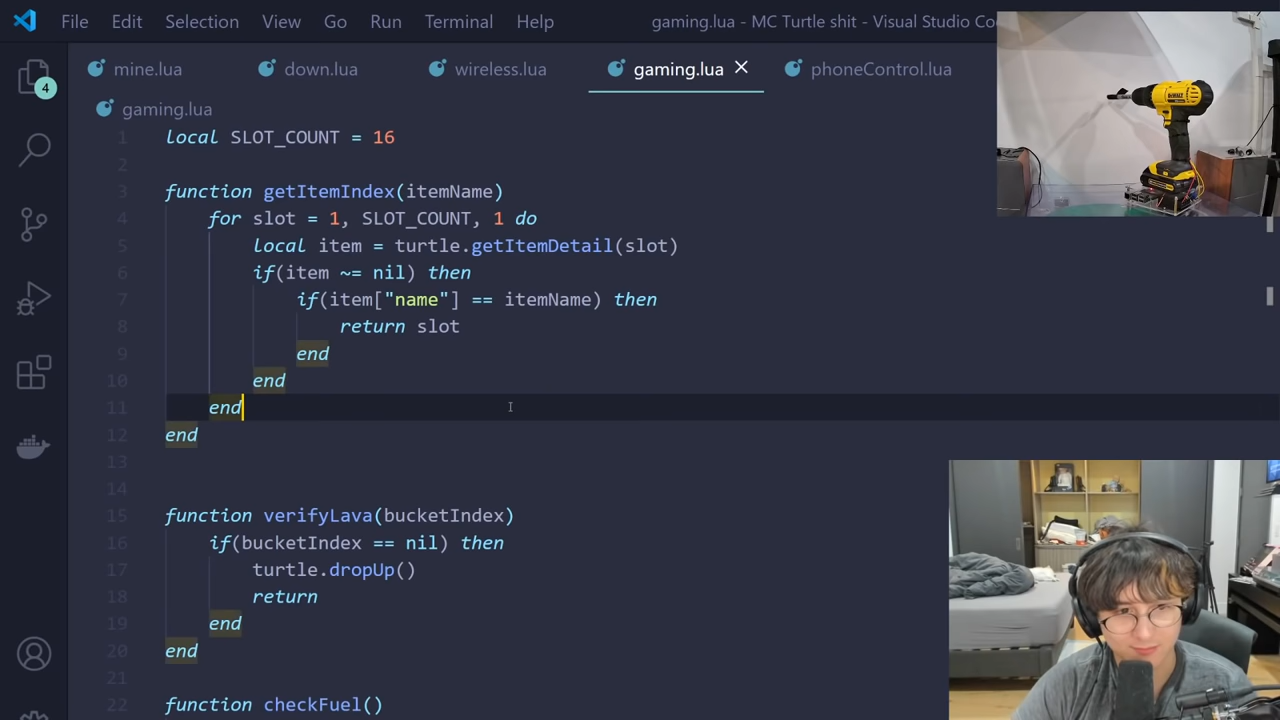 File Edit Selection View Go Run Terminal Help gaming.lua - MC Turtle shit - Visual Studio
mine.lua down.lua wireless.lua gaming.lua phoneControl.lua
4
gaming.lua
1 local SLOT_COUNT = 16
2
3 function getItemIndex(itemName)
4 for slot = 1, SLOT_COUNT, 1 do
5 local item = turtle.getItemDetail(slot)
6 if(item ~= nil) then
7 if(item["name"] == itemName) then
8 return slot
9 end
10 end
11 end
12 end
13
14
15 function verifyLava(bucketIndex)
16 if(bucketIndex == nil) then
17 turtle.dropUp()
18 return
19 end
20 end
21
22 function checkFuel()
DEWALT